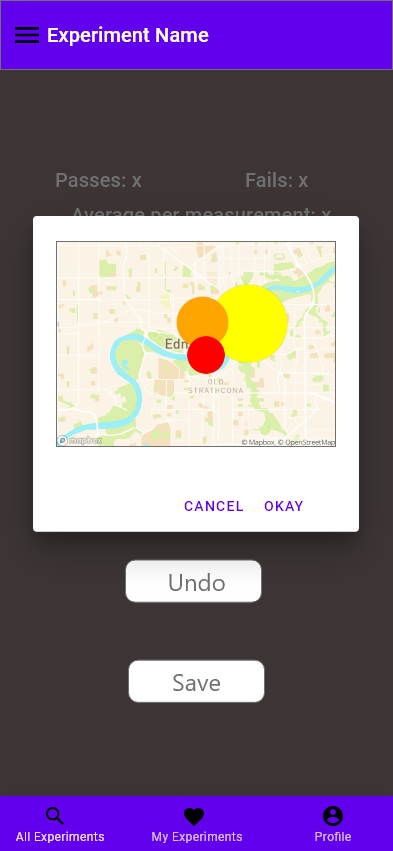 Experiment Name
Passes: x Fails: x
Average per measurement: x
Edn
OLD
STRATHCONA
mapbox
© Mapbox, © OpenStreetMap
CANCEL OKAY
Undo
Save
All Experiments My Experiments Profile